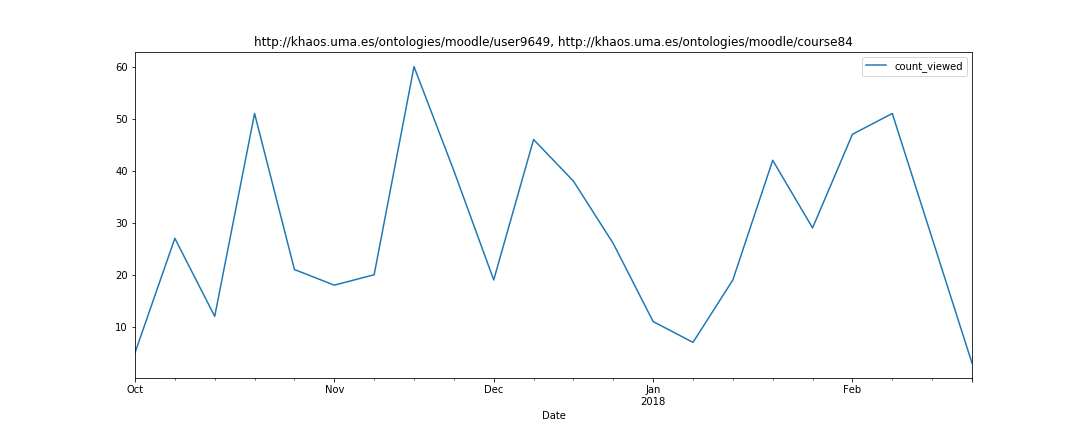 http://khaos.uma.es/ontologies/moodle/user9649, http://khaos.uma.es/ontologies/moodle/course84
count_viewed
60
50
40
30
20
10
Oct Nov Dec Jan Feb
2018
Date